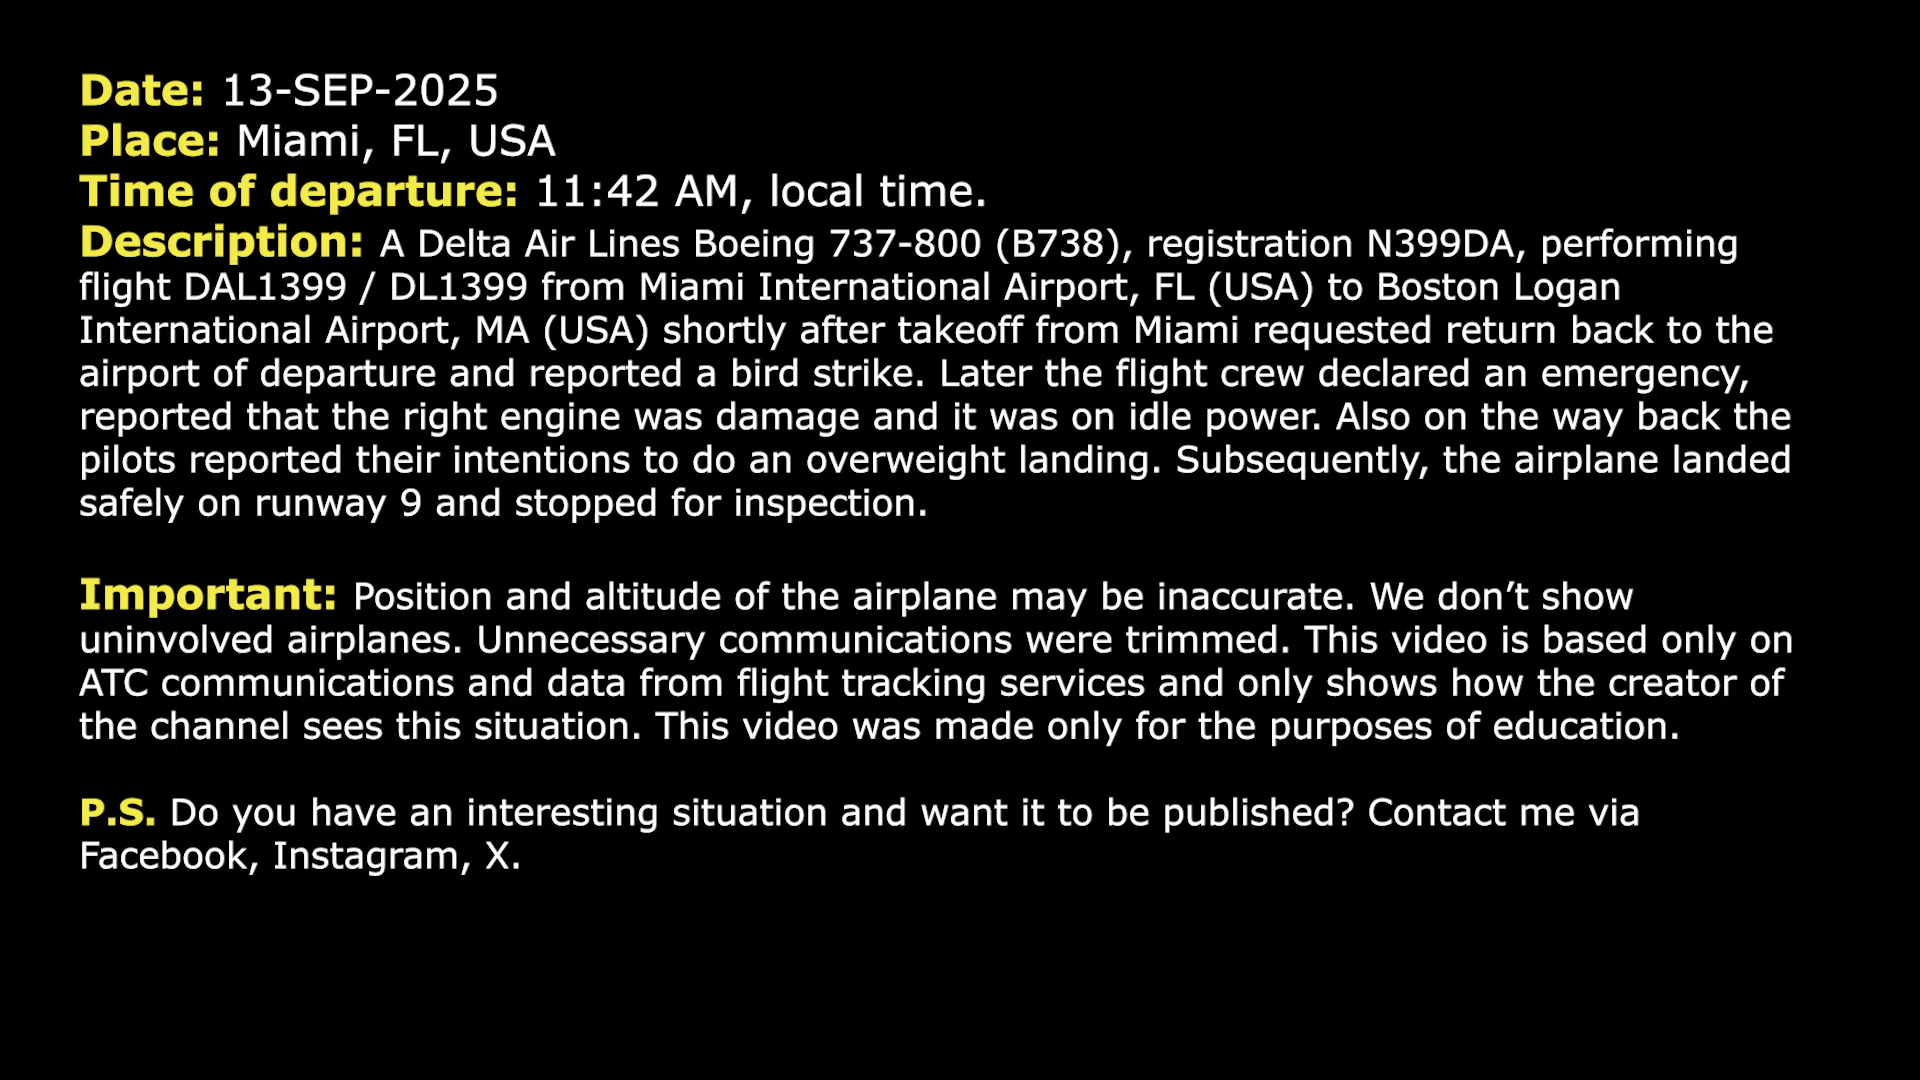 Date: 13-SEP-2025
Place: Miami, FL, USA
Time of departure: 11:42 AM, local time.
Description: A Delta Air Lines Boeing 737-800 (B738), registration N399DA, performing
flight DAL1399 / DL1399 from Miami International Airport, FL (USA) to Boston Logan
International Airport, MA (USA) shortly after takeoff from Miami requested return back to the
airport of departure and reported a bird strike. Later the flight crew declared an emergency,
reported that the right engine was damage and it was on idle power. Also on the way back the
pilots reported their intentions to do an overweight landing. Subsequently, the airplane landed
safely on runway 9 and stopped for inspection.
Important: Position and altitude of the airplane may be inaccurate. We don’t show
uninvolved airplanes. Unnecessary communications were trimmed. This video is based only on
ATC communications and data from flight tracking services and only shows how the creator of
the channel sees this situation. This video was made only for the purposes of education.
P.S. Do you have an interesting situation and want it to be published? Contact me via
Facebook, Instagram, X.